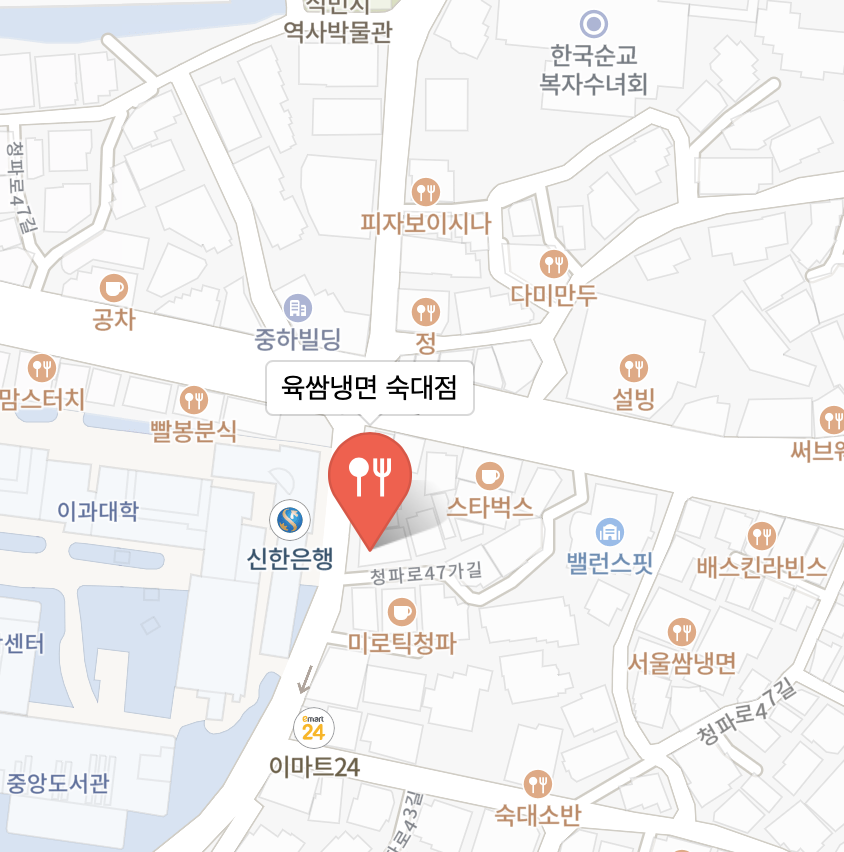 식민지
역사박물관
한국순교
복자수녀회
청파로47길
피자보이시나
다미만두
공차
중하빌딩
정
맘스터치
육쌈냉면 숙대점
설빙
빨봉분식
써브웨
스타벅스
이과대학
신한은행
밸런스핏
배스킨라빈스
청파로47가길
미로틱청파
센터
서울쌈냉면
청파로47길
emart
24
이마트24
중앙도서관
숙대소반
로43길